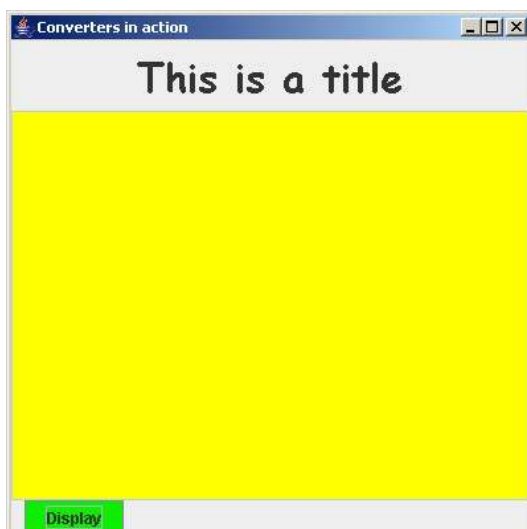 Converters in action
This is a title
Display